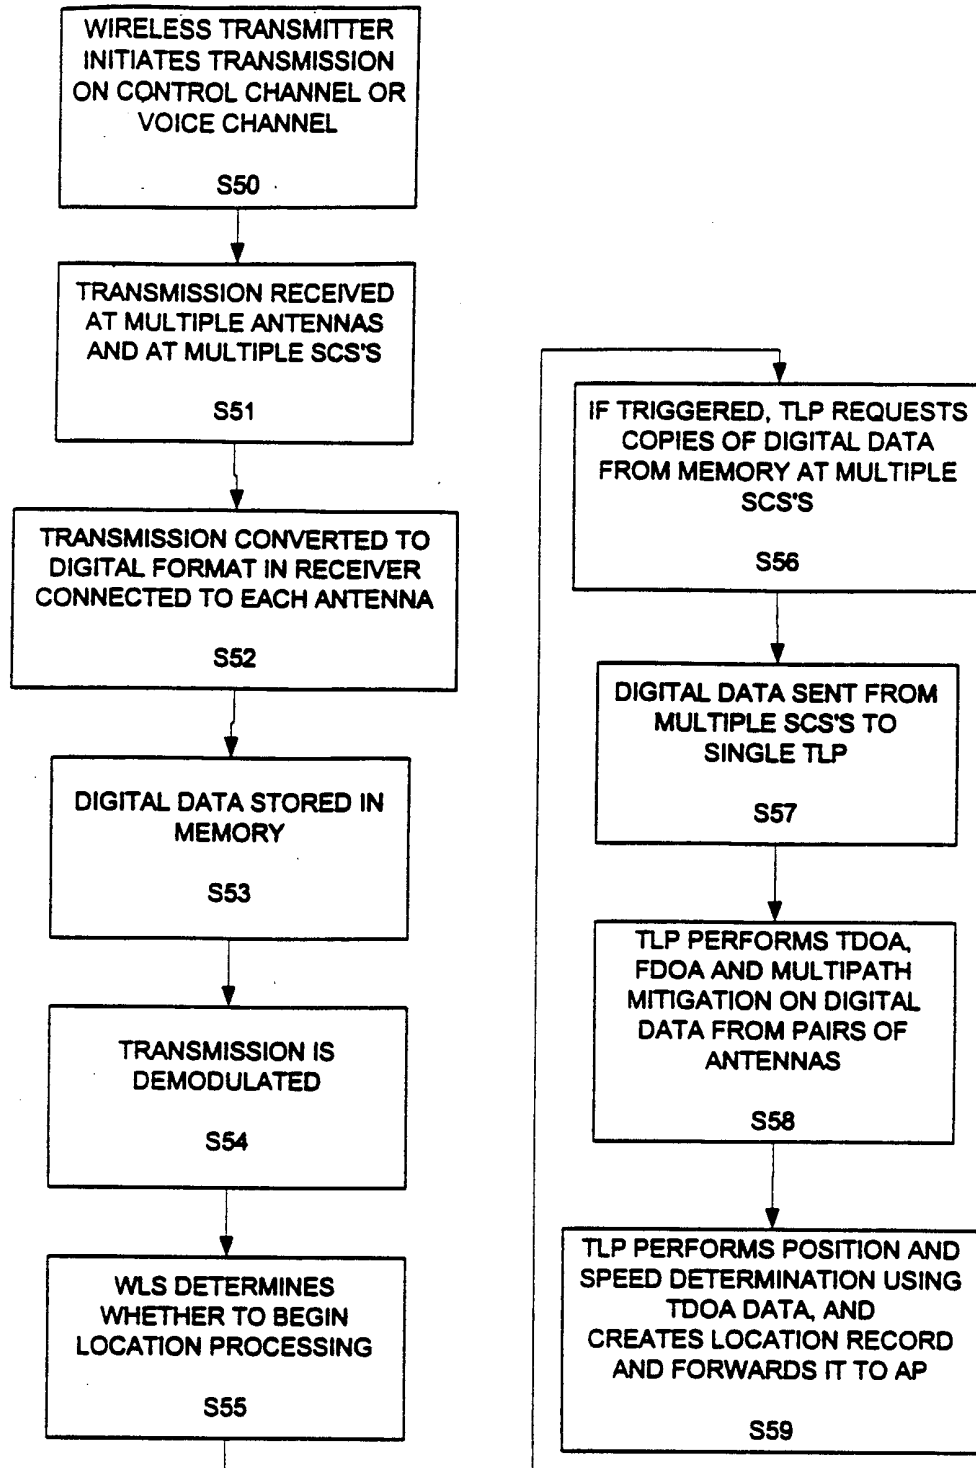 WIRELESS TRANSMITTER
INITIATES TRANSMISSION
ON CONTROL CHANNEL OR
VOICE CHANNEL
S50
TRANSMISSION RECEIVED
AT MULTIPLE ANTENNAS
AND AT MULTIPLE SCS'S
S51
TRANSMISSION CONVERTED TO
DIGITAL FORMAT IN RECEIVER
CONNECTED TO EACH ANTENNA
S52
DIGITAL DATA STORED IN
MEMORY
S53
TRANSMISSION IS
DEMODULATED
S54
WLS DETERMINES
WHETHER TO BEGIN
LOCATION PROCESSING
S55
IF TRIGGERED, TLP REQUESTS
COPIES OF DIGITAL DATA
FROM MEMORY AT MULTIPLE
SCS'S
S56
DIGITAL DATA SENT FROM
MULTIPLE SCS'S TO
SINGLE TLP
S57
TLP PERFORMS TDOA,
FDOA AND MULTIPATH
MITIGATION ON DIGITAL
DATA FROM PAIRS OF
ANTENNAS
S58
TLP PERFORMS POSITION AND
SPEED DETERMINATION USING
TDOA DATA, AND
CREATES LOCATION RECORD
AND FORWARDS IT TO AP
S59